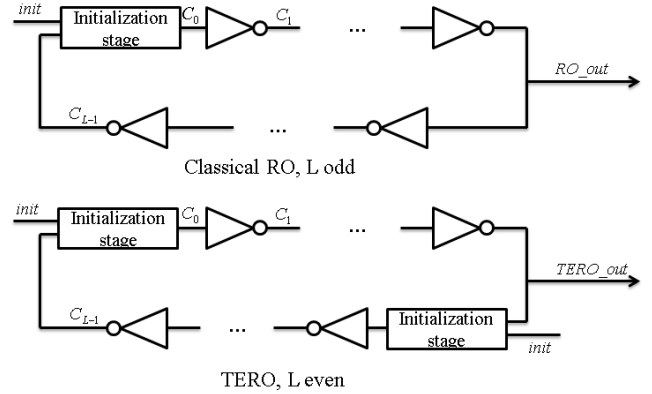 init
Initialization
stage
C0
C1
...
RO_out
CL-1
...
Classical RO, L odd
init
Initialization
stage
C0
C1
...
TERO_out
CL-1
...
Initialization
stage
init
TERO, L even